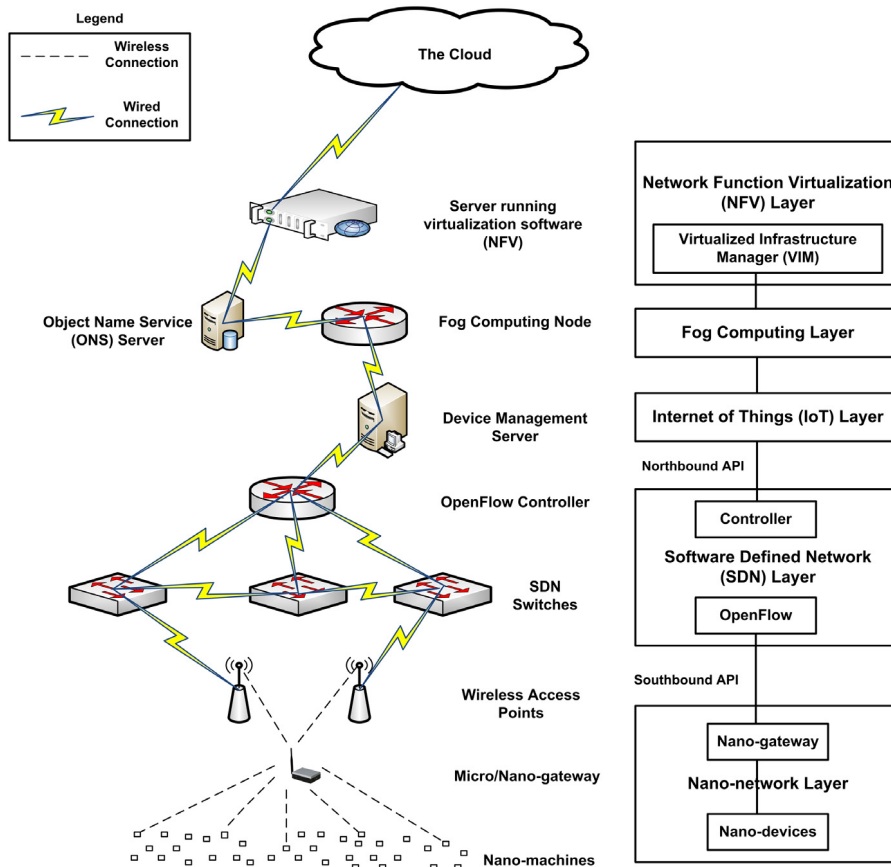 Legend
Wireless
Connection
Wired
Connection
The Cloud
Server running
virtualization software
(NFV)
Object Name Service
(ONS) Server
Fog Computing Node
Device Management
Server
OpenFlow Controller
SDN
Switches
Wireless Access
Points
Micro/Nano-gateway
Nano-machines
Network Function Virtualization
(NFV) Layer
Virtualized Infrastructure
Manager (VIM)
Fog Computing Layer
Internet of Things (IoT) Layer
Northbound API
Controller
Software Defined Network
(SDN) Layer
OpenFlow
Southbound API
Nano-gateway
Nano-network Layer
Nano-devices